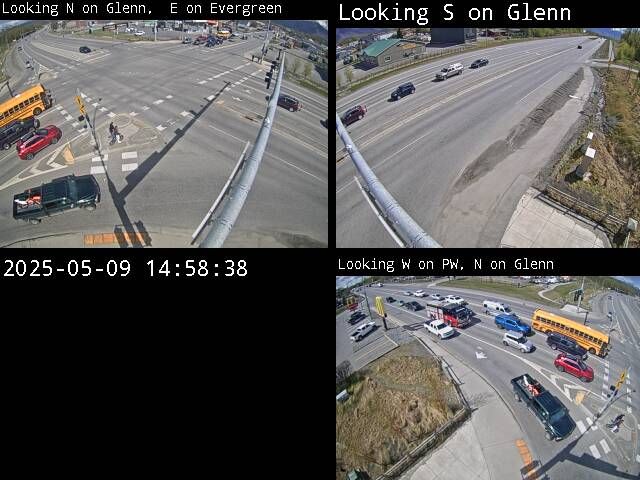 Looking N on Glenn,  E on Evergreen
Looking S on Glenn
2025-05-09 14:58:38
Looking W on PW, N on Glenn